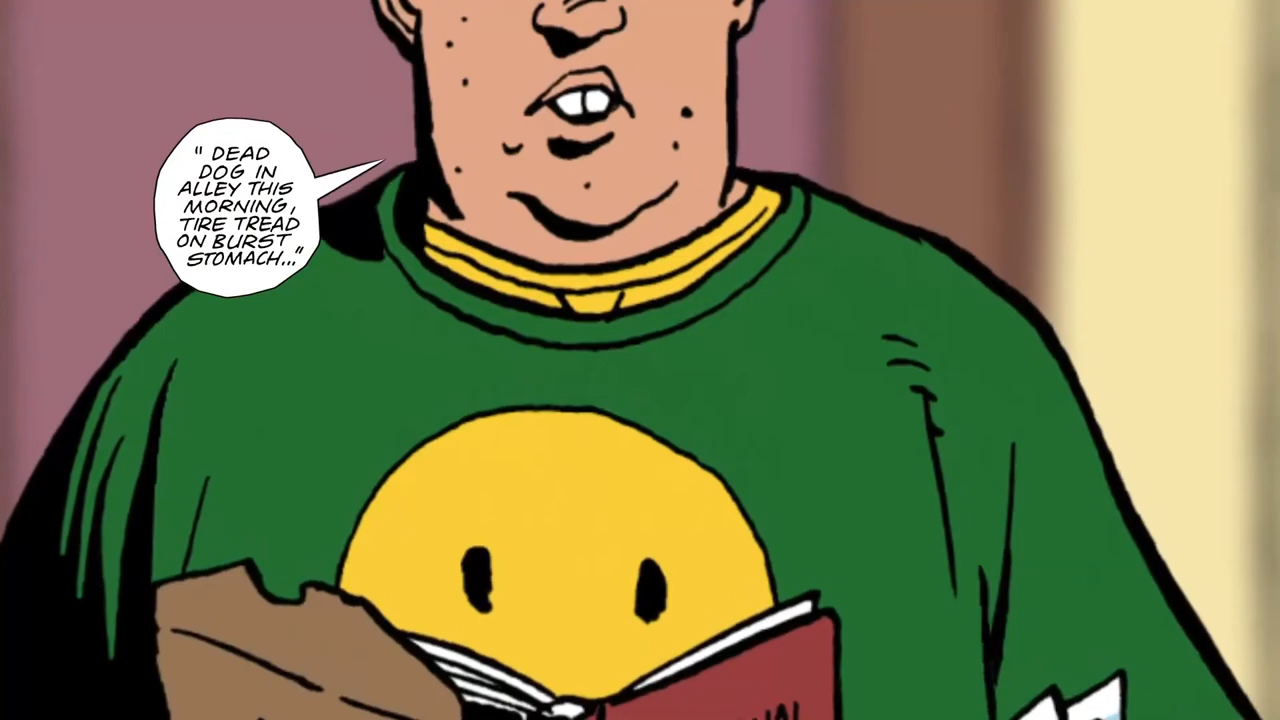 “ DEAD
DOG IN
ALLEY THIS
MORNING,
TIRE TREAD
ON BURST
STOMACH...”